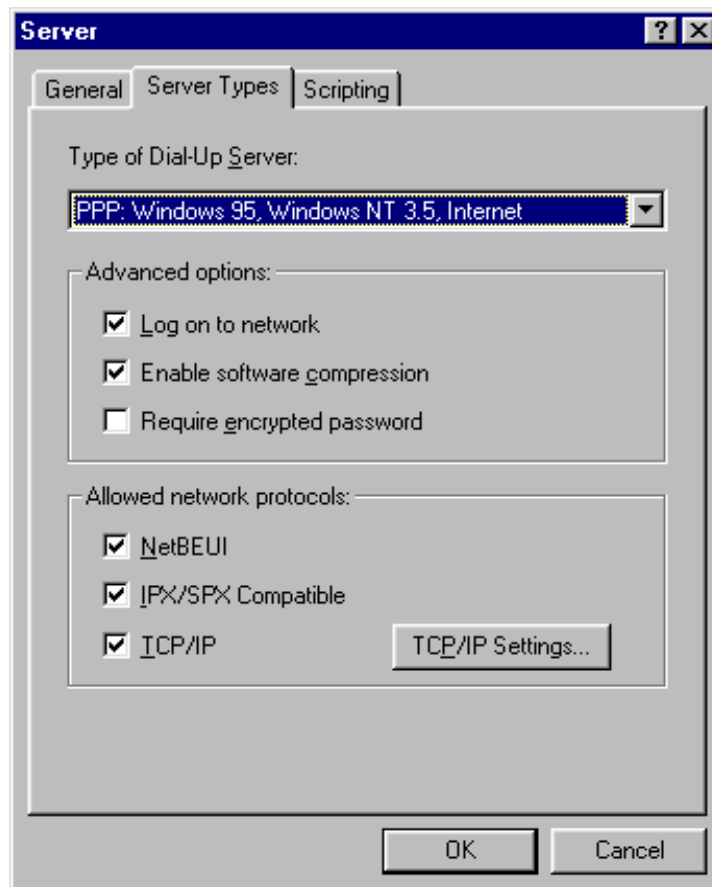 Server
General Server Types Scripting
Type of Dial-Up Server:
PPP: Windows 95, Windows NT 3.5, Internet
Advanced options:
Log on to network
Enable software compression
Require encrypted password
Allowed network protocols:
NetBEUI
IPX/SPX Compatible
TCP/IP TCP/IP Settings...
OK Cancel